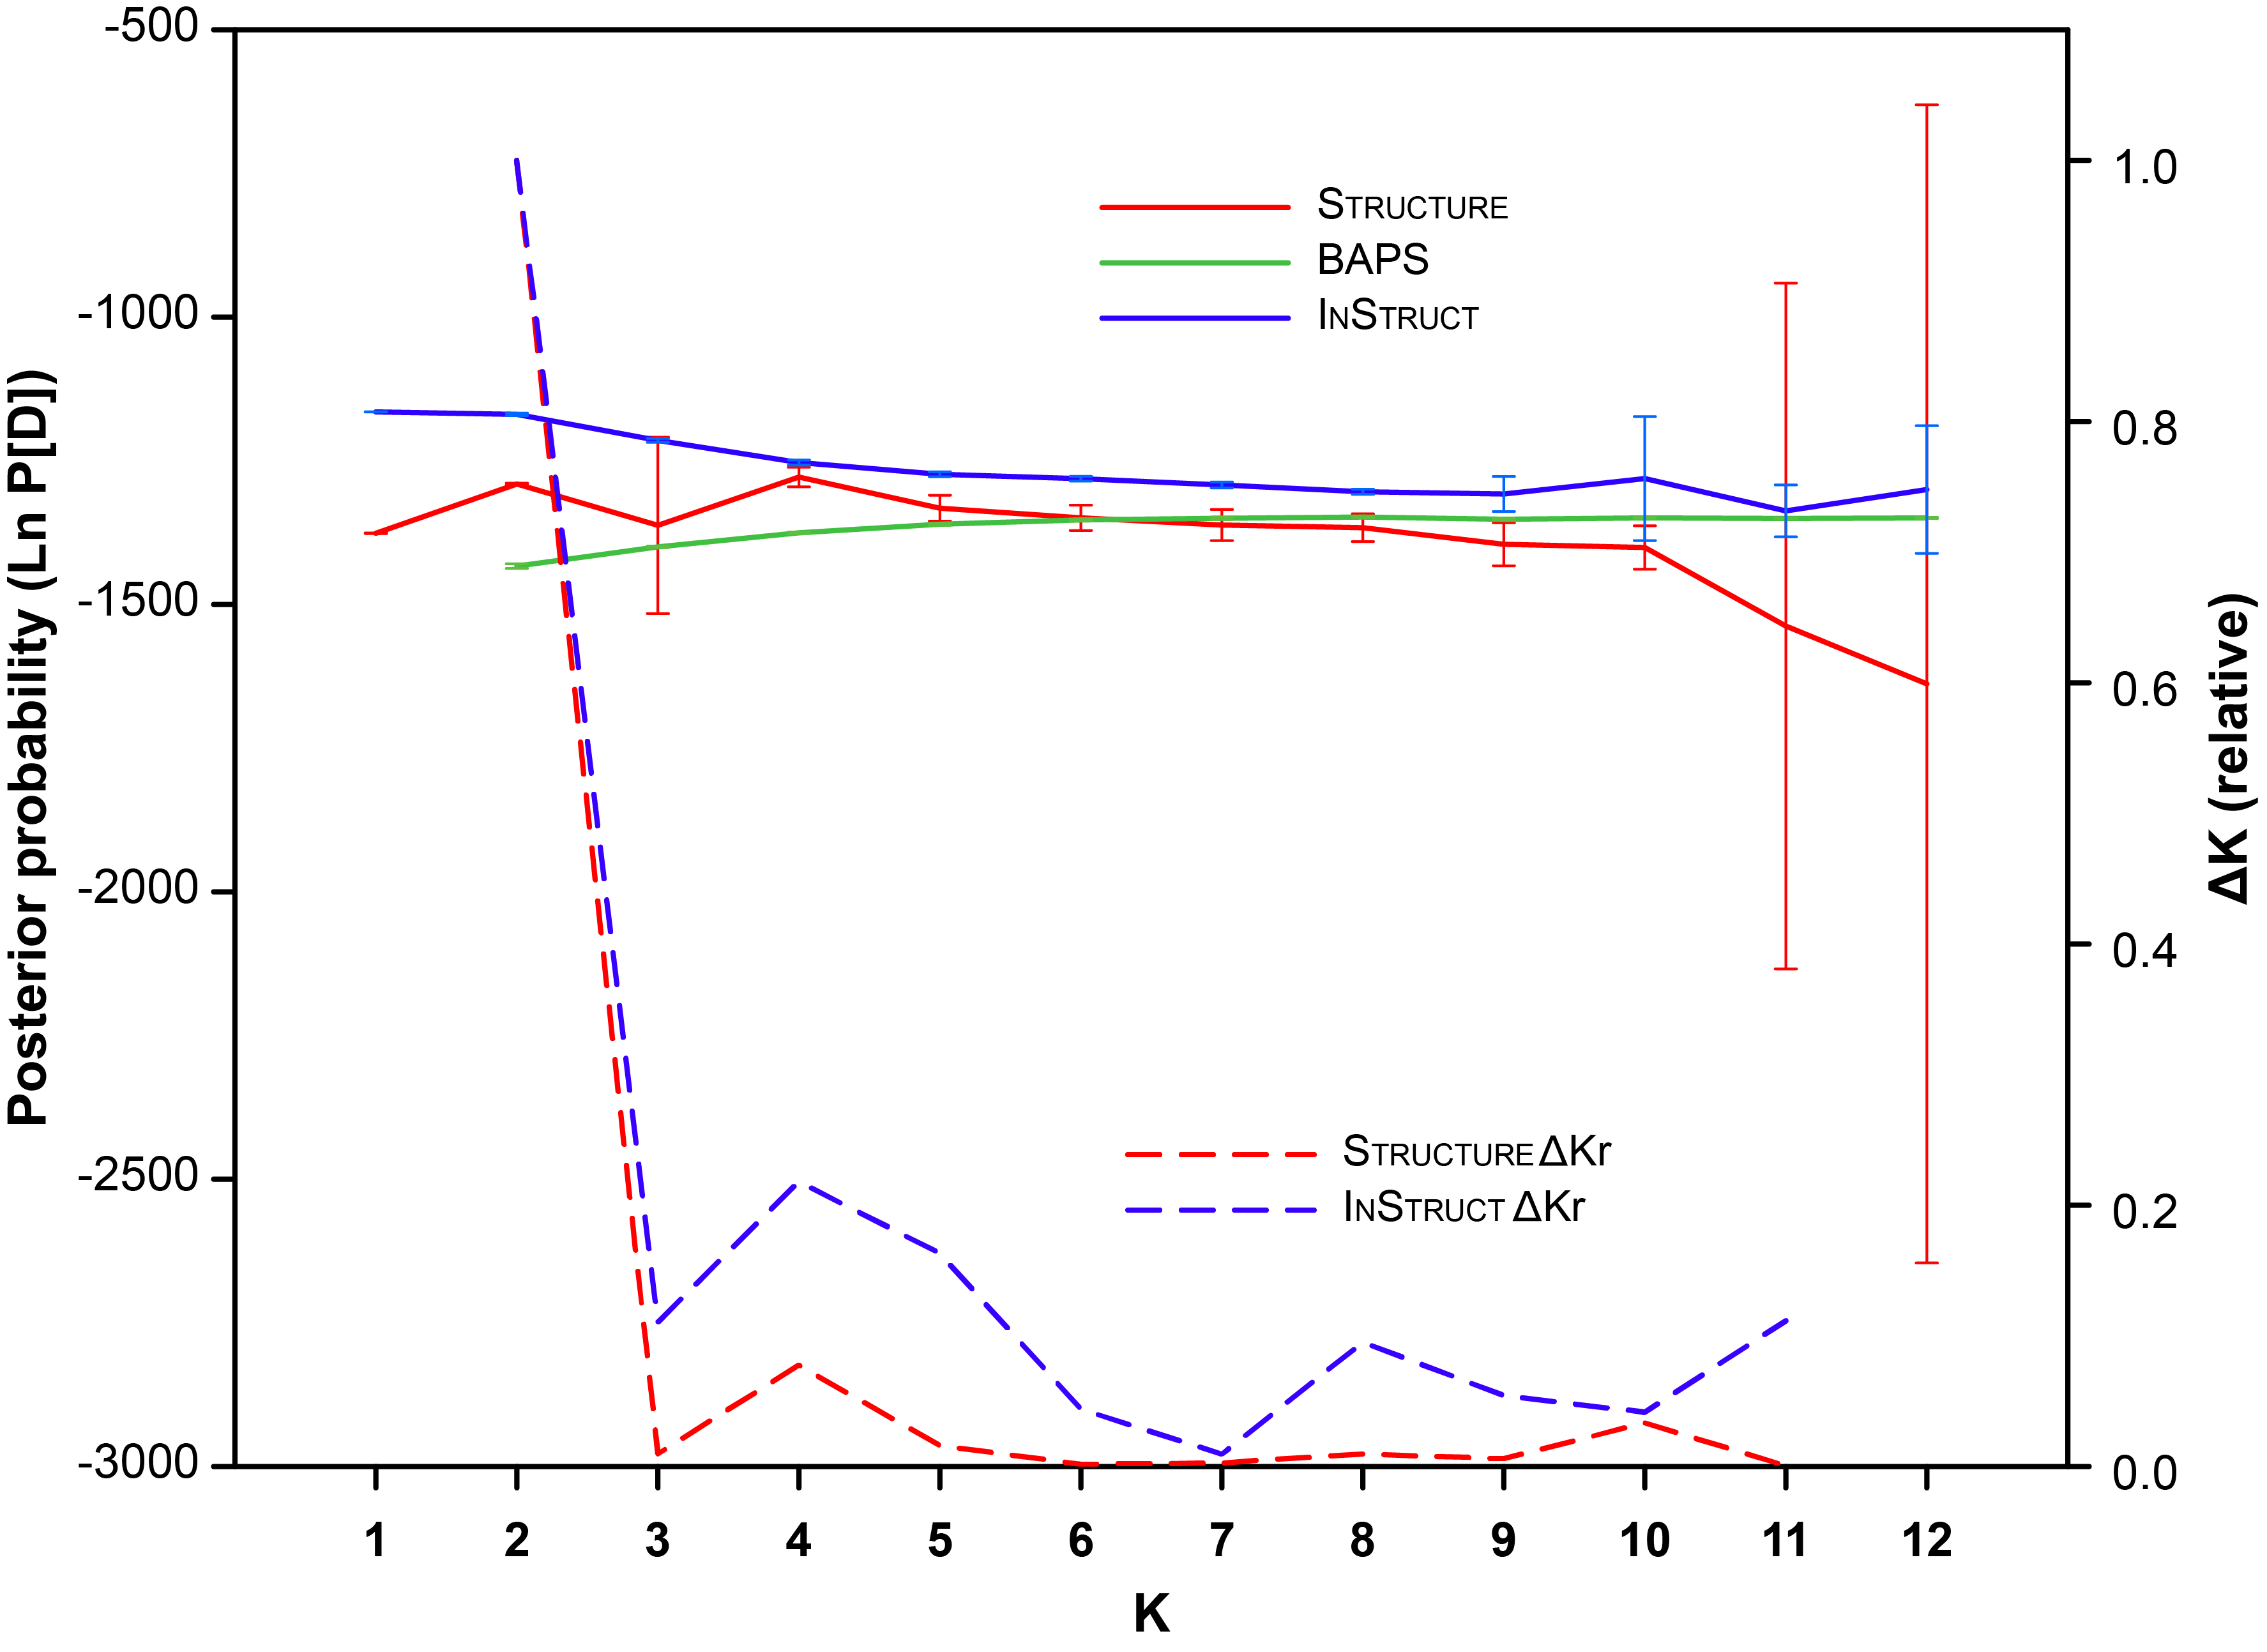 Posterior probability (Ln P[D])
-500
-1000
-1500
-2000
-2500
-3000
STRUCTURE
BAPS
INSTRUCT
STRUCTURE ΔKr
INSTRUCT ΔKr
1.0
0.8
0.6
0.4
0.2
0.0
ΔK (relative)
1 2 3 4 5 6 7 8 9 10 11 12
K